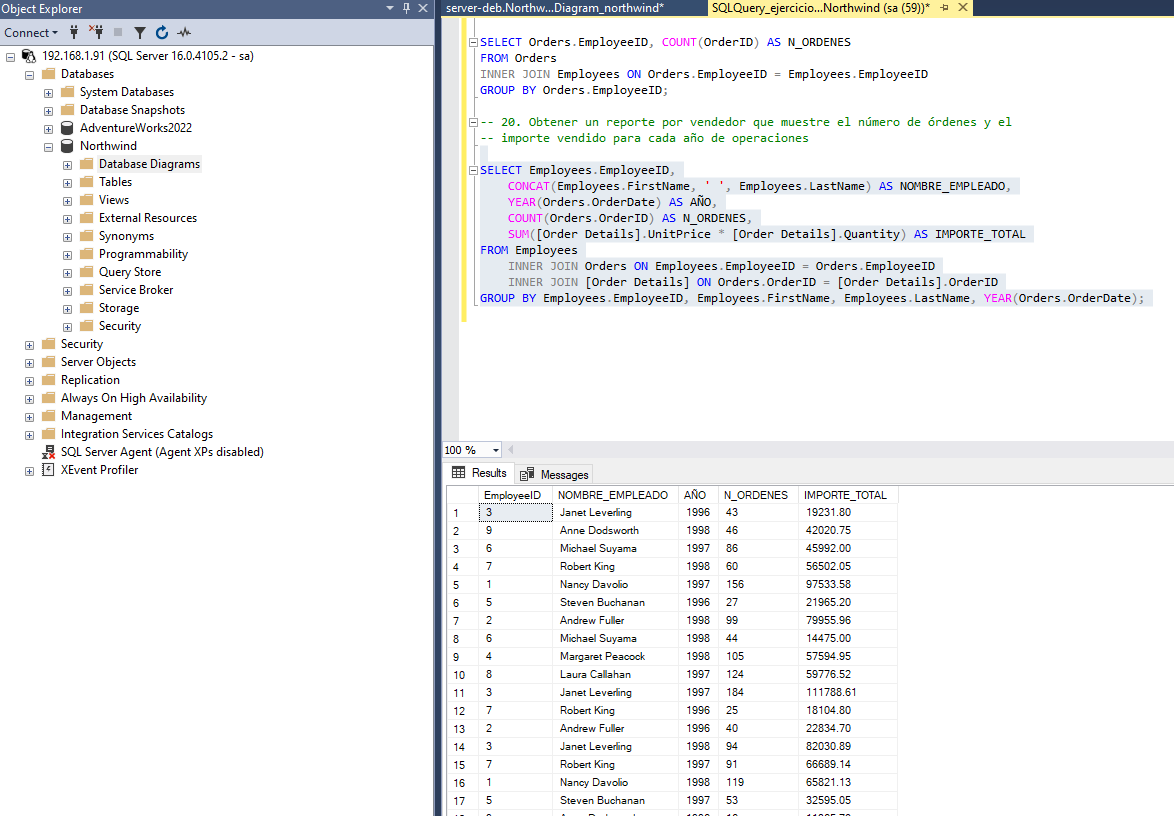 Object Explorer
Connect
192.168.1.91 (SQL Server 16.0.4105.2 - sa)
Databases
System Databases
Database Snapshots
AdventureWorks2022
Northwind
Database Diagrams
Tables
Views
External Resources
Synonyms
Programmability
Query Store
Service Broker
Storage
Security
Security
Server Objects
Replication
Always On High Availability
Management
Integration Services Catalogs
SQL Server Agent (Agent XPs disabled)
XEvent Profiler
server-deb.Northw...Diagram_northwind*
SQLQuery_ejercicio...Northwind (sa (59))*
SELECT Orders.EmployeeID, COUNT(OrderID) AS N_ORDENES
FROM Orders
INNER JOIN Employees ON Orders.EmployeeID = Employees.EmployeeID
GROUP BY Orders.EmployeeID;
-- 20. Obtener un reporte por vendedor que muestre el número de órdenes y el
-- importe vendido para cada año de operaciones
SELECT Employees.EmployeeID,
CONCAT(Employees.FirstName, ' ', Employees.LastName) AS NOMBRE_EMPLEADO,
YEAR(Orders.OrderDate) AS AÑO,
COUNT(Orders.OrderID) AS N_ORDENES,
SUM([Order Details].UnitPrice * [Order Details].Quantity) AS IMPORTE_TOTAL
FROM Employees
INNER JOIN Orders ON Employees.EmployeeID = Orders.EmployeeID
INNER JOIN [Order Details] ON Orders.OrderID = [Order Details].OrderID
GROUP BY Employees.EmployeeID, Employees.FirstName, Employees.LastName, YEAR(Orders.OrderDate);
100 %
Results Messages
EmployeeID NOMBRE_EMPLEADO AÑO N_ORDENES IMPORTE_TOTAL
1 3 Janet Leverling 1996 43 19231.80
2 9 Anne Dodsworth 1998 46 42020.75
3 6 Michael Suyama 1997 86 45992.00
4 7 Robert King 1998 60 56502.05
5 1 Nancy Davolio 1997 156 97533.58
6 5 Steven Buchanan 1996 27 21965.20
7 2 Andrew Fuller 1998 99 79955.96
8 6 Michael Suyama 1998 44 14475.00
9 4 Margaret Peacock 1998 105 57594.95
10 8 Laura Callahan 1997 124 59776.52
11 3 Janet Leverling 1997 184 111788.61
12 7 Robert King 1996 25 18104.80
13 2 Andrew Fuller 1996 40 22834.70
14 3 Janet Leverling 1998 94 82030.89
15 7 Robert King 1997 91 66689.14
16 1 Nancy Davolio 1998 119 65821.13
17 5 Steven Buchanan 1997 53 32595.05